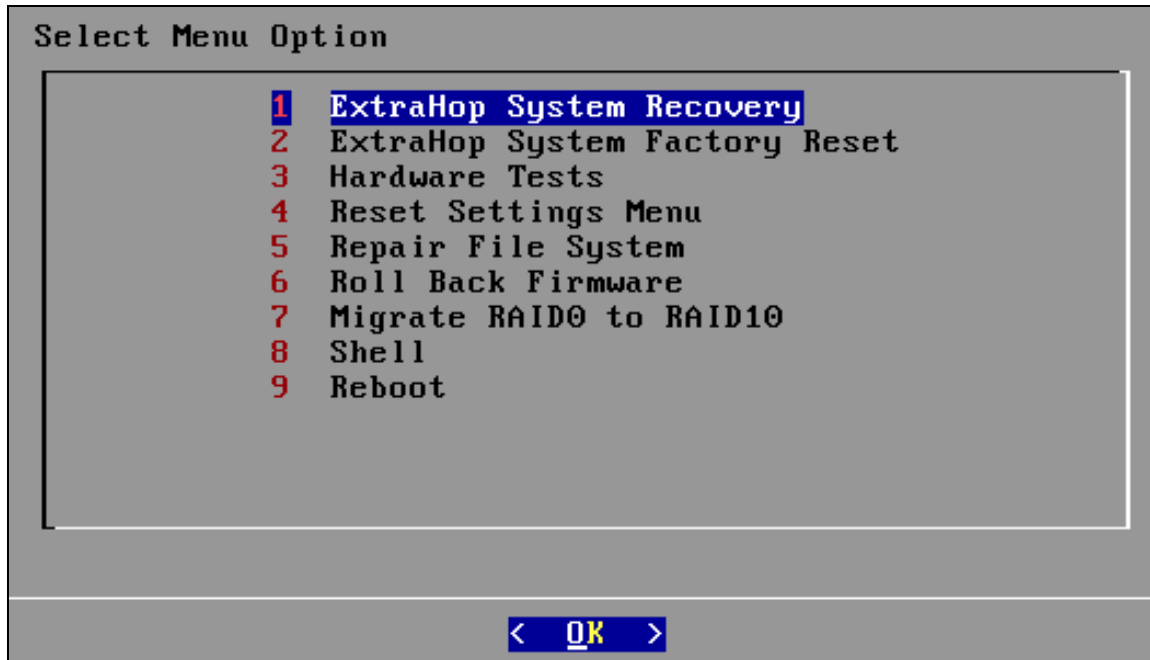 Select Menu Option
1 ExtraHop System Recovery
2 ExtraHop System Factory Reset
3 Hardware Tests
4 Reset Settings Menu
5 Repair File System
6 Roll Back Firmware
7 Migrate RAID0 to RAID10
8 Shell
9 Reboot
< OK >